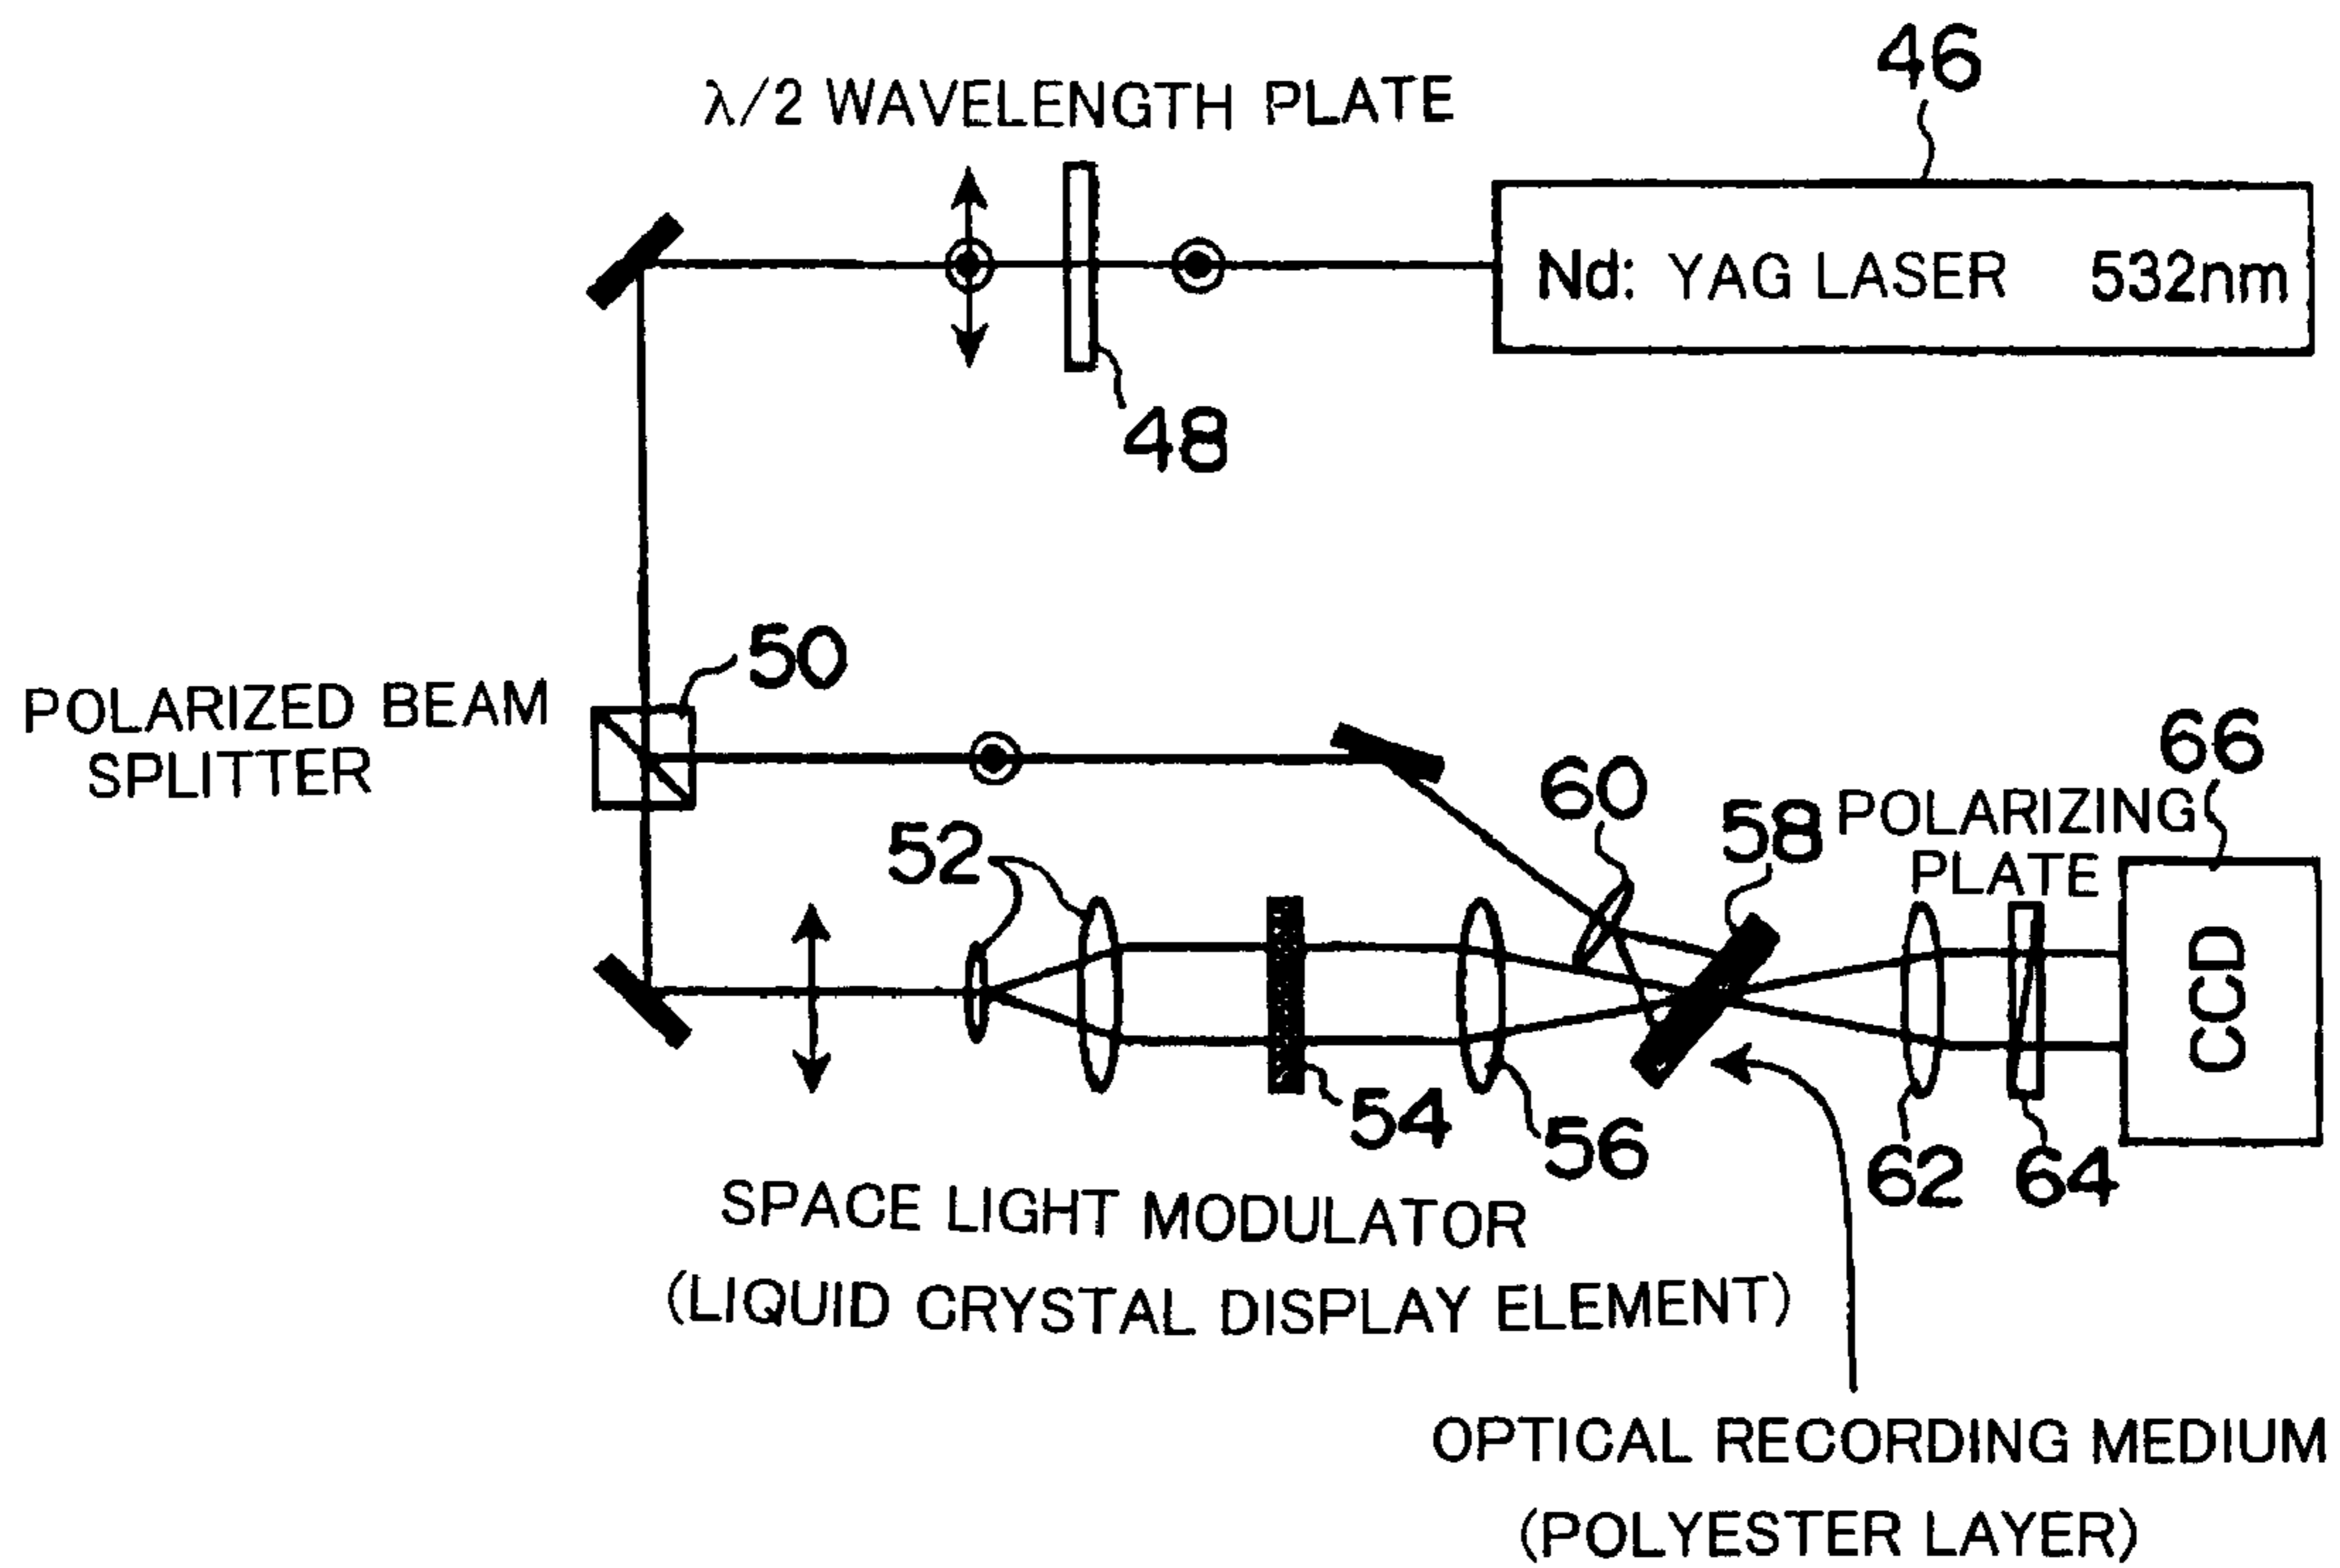 46
λ/2 WAVELENGTH PLATE
Nd: YAG LASER 532nm
48
50
POLARIZED BEAM
SPLITTER
66
60
58
POLARIZING
PLATE
52
CCD
54
56
62
64
SPACE LIGHT MODULATOR
(LIQUID CRYSTAL DISPLAY ELEMENT)
OPTICAL RECORDING MEDIUM
(POLYESTER LAYER)